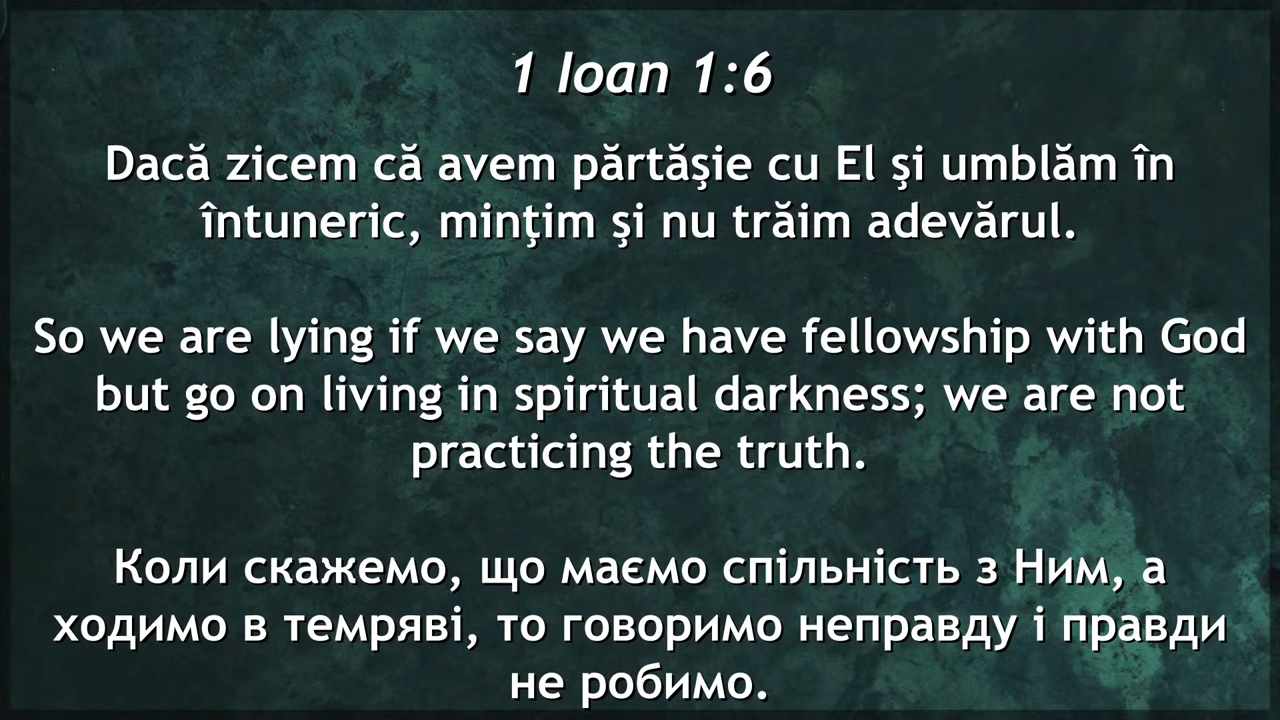 1 Ioan 1:6
Dacă zicem că avem părtăşie cu El şi umblăm în
întuneric, minţim şi nu trăim adevărul.
So we are lying if we say we have fellowship with God
but go on living in spiritual darkness; we are not
practicing the truth.
Коли скажемо, що маємо спільність з Ним, а
ходимо в темряві, то говоримо неправду і правди
не робимо.